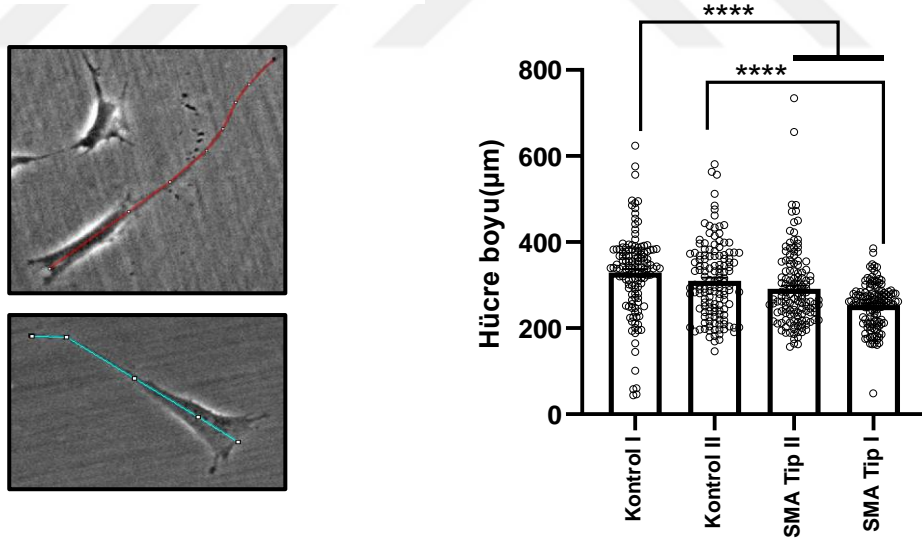 ****
****
800
600
400
200
0
Hücre boyu(µm)
Kontrol I
Kontrol II
SMA Tip II
SMA Tip I